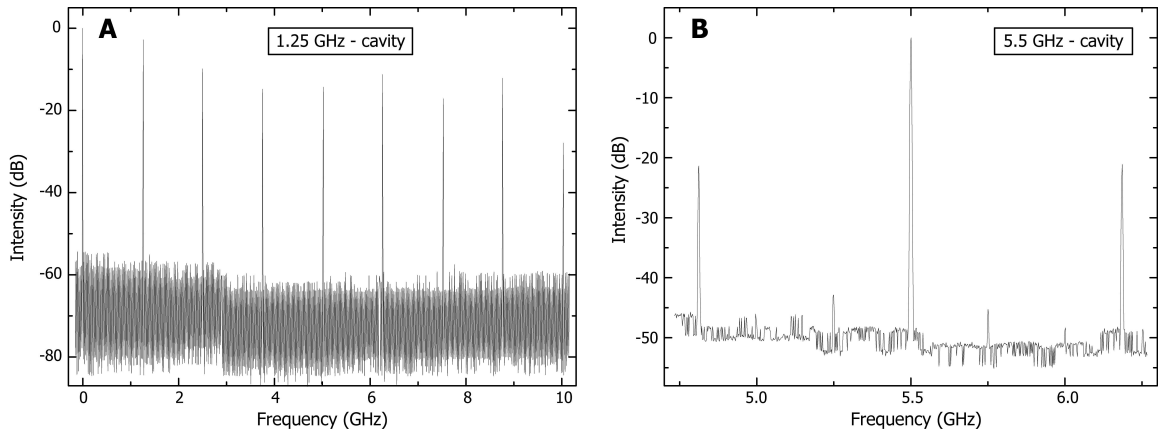 A
1.25 GHz - cavity
0
-20
-40
-60
-80
Intensity (dB)
0 2 4 6 8 10
Frequency (GHz)
B
5.5 GHz - cavity
0
-10
-20
-30
-40
-50
Intensity (dB)
5.0 5.5 6.0
Frequency (GHz)